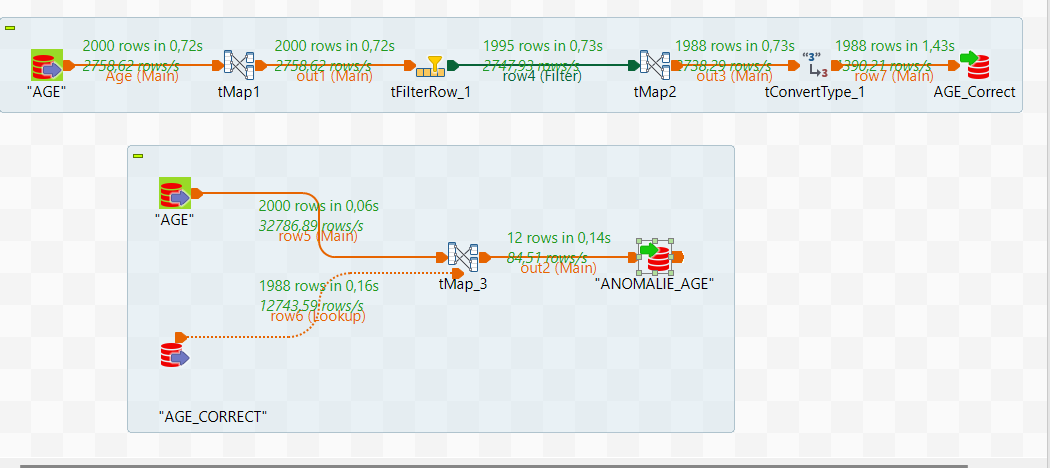 2000 rows in 0,72s
2758,62 rows/s
Age (Main)
2000 rows in 0,72s
2758,62 rows/s
out1 (Main)
1995 rows in 0,73s
2747,93 rows/s
row4 (Filter)
1988 rows in 0,73s
2738,29 rows/s
out3 (Main)
1988 rows in 1,43s
1390,21 rows/s
row7 (Main)
"AGE"
tMap1
tFilterRow_1
tMap2
"3"
3
tConvertType_1
AGE_Correct
"AGE"
2000 rows in 0,06s
32786,89 rows/s
row5 (Main)
12 rows in 0,14s
84,51 rows/s
out2 (Main)
tMap_3
"ANOMALIE_AGE"
1988 rows in 0,16s
12743,59 rows/s
row6 (Lookup)
"AGE_CORRECT"